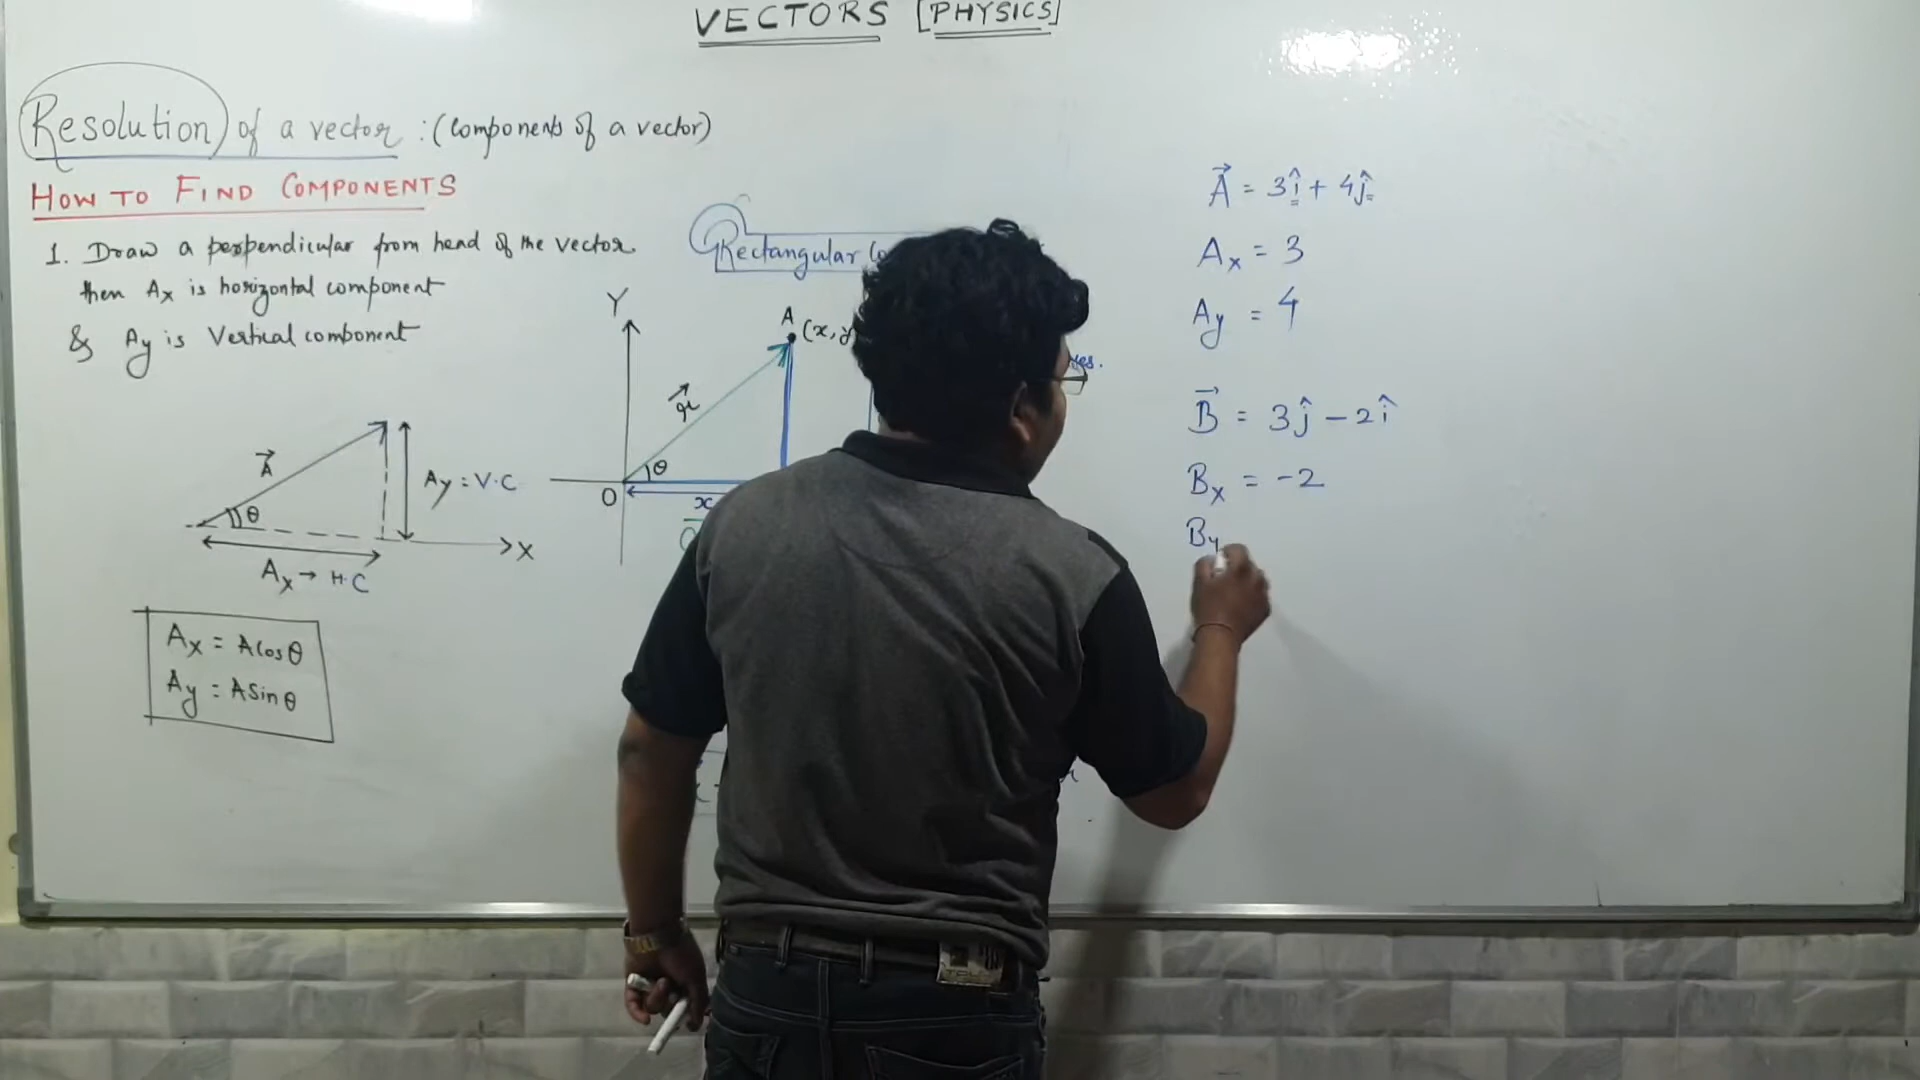 VECTORS [PHYSICS]
Resolution of a vector : (Components of a vector)
HOW TO FIND COMPONENTS
1. Draw a perpendicular from head of the vector
then Ax is horizontal component
& Ay is Vertical component
A⃗
θ
Ay = V.C
X
Ax → H.C
Ax = A cos θ
Ay = A Sin θ
Rectangular
Y
A (x, y
r⃗
θ
O
x
A⃗ = 3î + 4ĵ
Ax = 3
Ay = 4
B⃗ = 3ĵ − 2î
Bx = −2
By